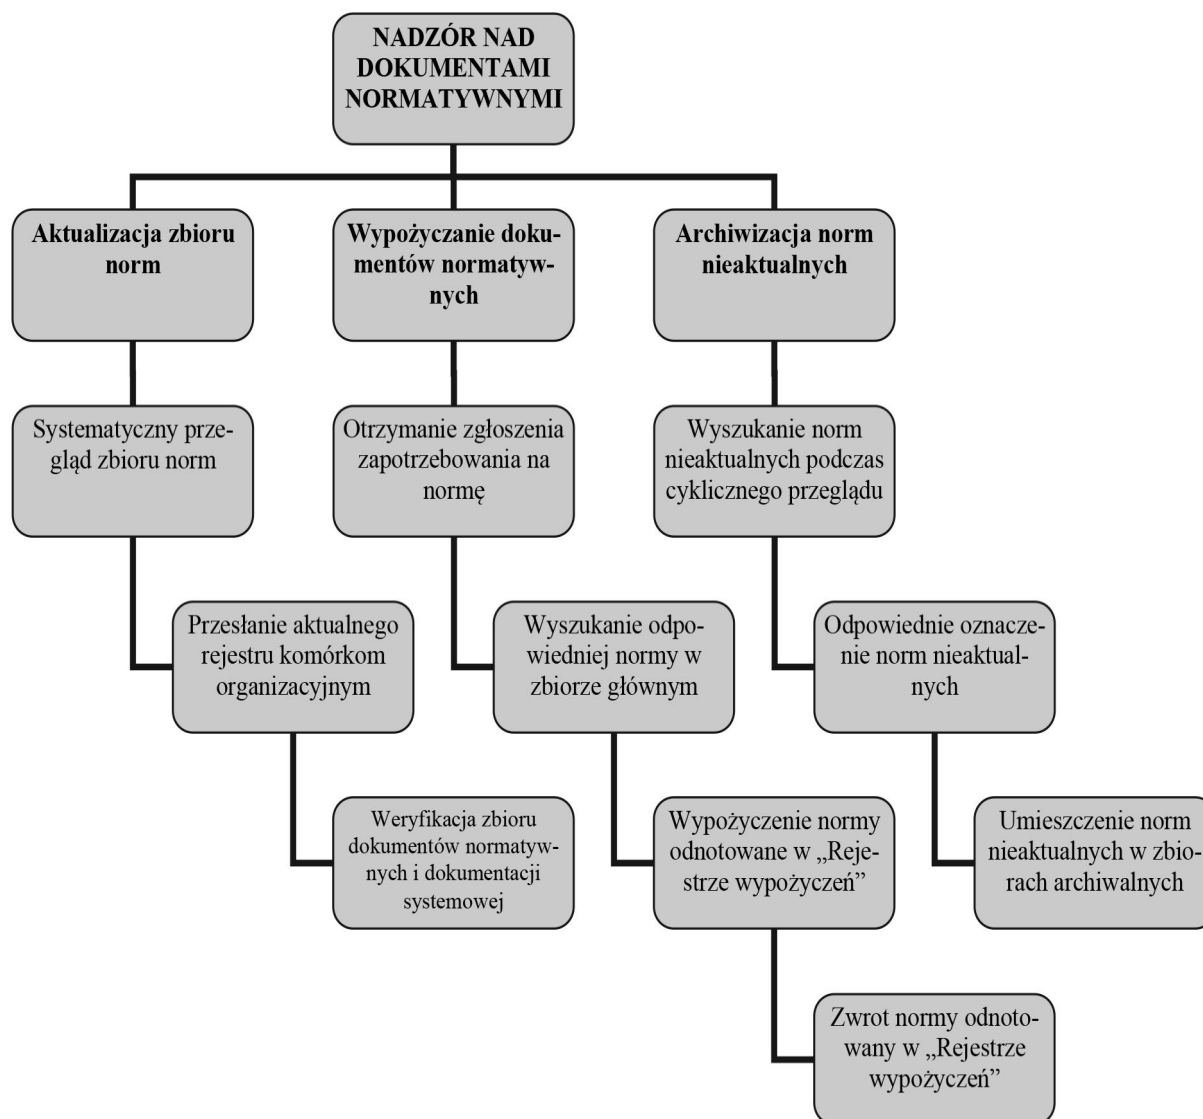 NADZÓR NAD
DOKUMENTAMI
NORMATYWNYMI
Aktualizacja zbioru
norm
Wypożyczanie doku-
mentów normatyw-
nych
Archiwizacja norm
nieaktualnych
Systematyczny prze-
gląd zbioru norm
Otrzymanie zgłoszenia
zapotrzebowania na
normę
Wyszukanie norm
nieaktualnych podczas
cyklicznego przeglądu
Przesłanie aktualnego
rejestru komórkom
organizacyjnym
Wyszukanie odpo-
wiedniej normy w
zbiorze głównym
Odpowiednie oznacze-
nie norm nieaktual-
nych
Weryfikacja zbioru
dokumentów normatyw-
nych i dokumentacji
systemowej
Wypożyczenie normy
odnotowane w „Reje-
strze wypożyczeń”
Umieszczenie norm
nieaktualnych w zbio-
rach archiwalnych
Zwrot normy odnoto-
wany w „Rejestrze
wypożyczeń”